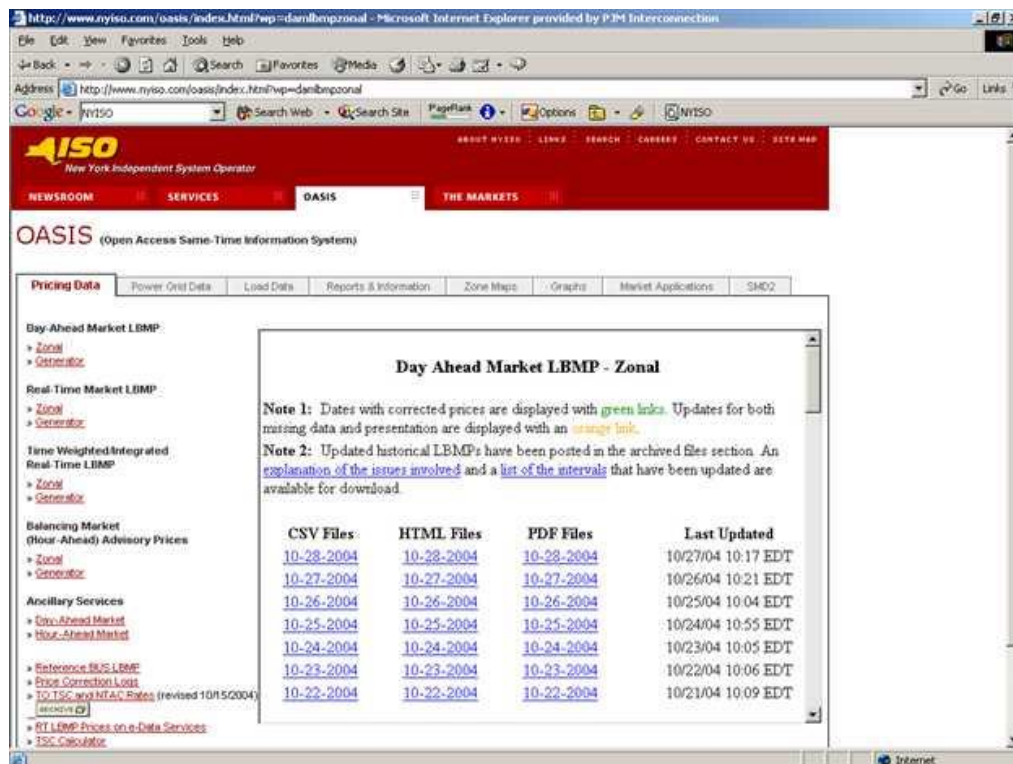 http://www.nyiso.com/oasis/index.html?wp=damlbmpzonal - Microsoft Internet Explorer provided by PJM Interconnection
File Edit View Favorites Tools Help
Back Search Favorites Media
Address http://www.nyiso.com/oasis/index.html?wp=damlbmpzonal Go Links
Google NYISO Search Web Search Site PageRank Options NYISO
ISO
New York Independent System Operator
ABOUT NYISO LINKS SEARCH CAREERS CONTACT US SITE MAP
NEWSROOM SERVICES OASIS THE MARKETS
OASIS (Open Access Same-Time Information System)
Pricing Data Power Grid Data Load Data Reports & Information Zone Maps Graphs Market Applications SMD2
Day-Ahead Market LBMP
» Zonal
» Generator
Real-Time Market LBMP
» Zonal
» Generator
Time Weighted/Integrated
Real-Time LBMP
» Zonal
» Generator
Balancing Market
(Hour-Ahead) Advisory Prices
» Zonal
» Generator
Ancillary Services
» Day-Ahead Market
» Hour-Ahead Market
» Reference BUS LBMP
» Price Correction Logs
» TO TSC and NTAC Rates (revised 10/15/2004)
ARCHIVE
» RT LBMP Prices on e-Data Services
» TSC Calculator
Day Ahead Market LBMP - Zonal
Note 1: Dates with corrected prices are displayed with green links. Updates for both
missing data and presentation are displayed with an orange link.
Note 2: Updated historical LBMPs have been posted in the archived files section. An
explanation of the issues involved and a list of the intervals that have been updated are
available for download.
CSV Files HTML Files PDF Files Last Updated
10-28-2004 10-28-2004 10-28-2004 10/27/04 10:17 EDT
10-27-2004 10-27-2004 10-27-2004 10/26/04 10:21 EDT
10-26-2004 10-26-2004 10-26-2004 10/25/04 10:04 EDT
10-25-2004 10-25-2004 10-25-2004 10/24/04 10:55 EDT
10-24-2004 10-24-2004 10-24-2004 10/23/04 10:05 EDT
10-23-2004 10-23-2004 10-23-2004 10/22/04 10:06 EDT
10-22-2004 10-22-2004 10-22-2004 10/21/04 10:09 EDT
Internet